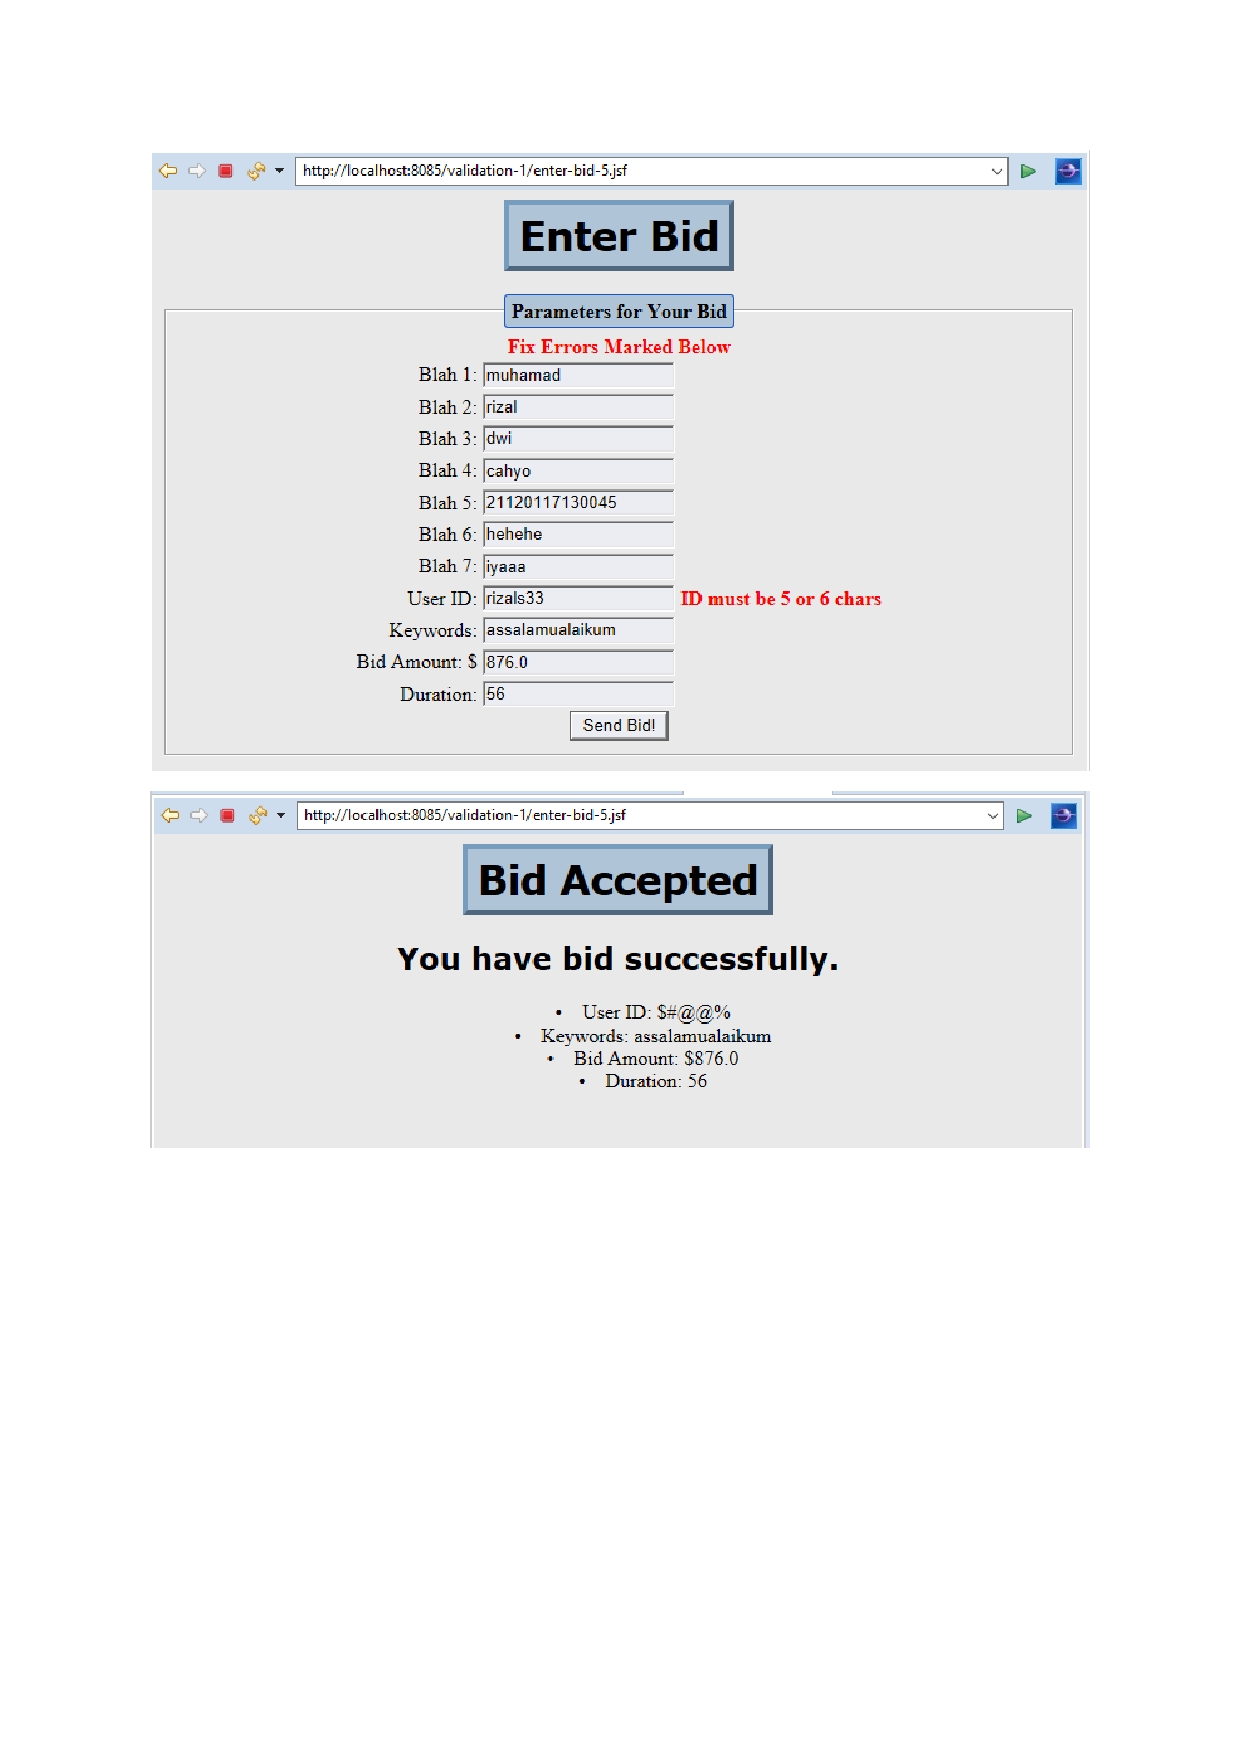 http://localhost:8085/validation-1/enter-bid-5.jsf
Enter Bid
Parameters for Your Bid
Fix Errors Marked Below
Blah 1: muhamad
Blah 2: rizal
Blah 3: dwi
Blah 4: cahyo
Blah 5: 21120117130045
Blah 6: hehehe
Blah 7: iyaaa
User ID: rizals33 ID must be 5 or 6 chars
Keywords: assalamualaikum
Bid Amount: $ 876.0
Duration: 56
Send Bid!
http://localhost:8085/validation-1/enter-bid-5.jsf
Bid Accepted
You have bid successfully.
• User ID: $#@@%
• Keywords: assalamualaikum
• Bid Amount: $876.0
• Duration: 56